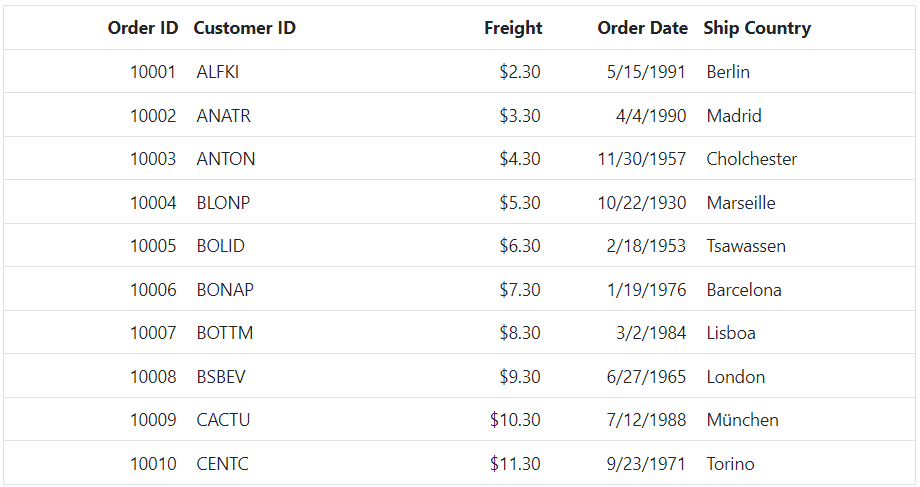 Order ID Customer ID Freight Order Date Ship Country
10001 ALFKI $2.30 5/15/1991 Berlin
10002 ANATR $3.30 4/4/1990 Madrid
10003 ANTON $4.30 11/30/1957 Cholchester
10004 BLONP $5.30 10/22/1930 Marseille
10005 BOLID $6.30 2/18/1953 Tsawassen
10006 BONAP $7.30 1/19/1976 Barcelona
10007 BOTTM $8.30 3/2/1984 Lisboa
10008 BSBEV $9.30 6/27/1965 London
10009 CACTU $10.30 7/12/1988 München
10010 CENTC $11.30 9/23/1971 Torino